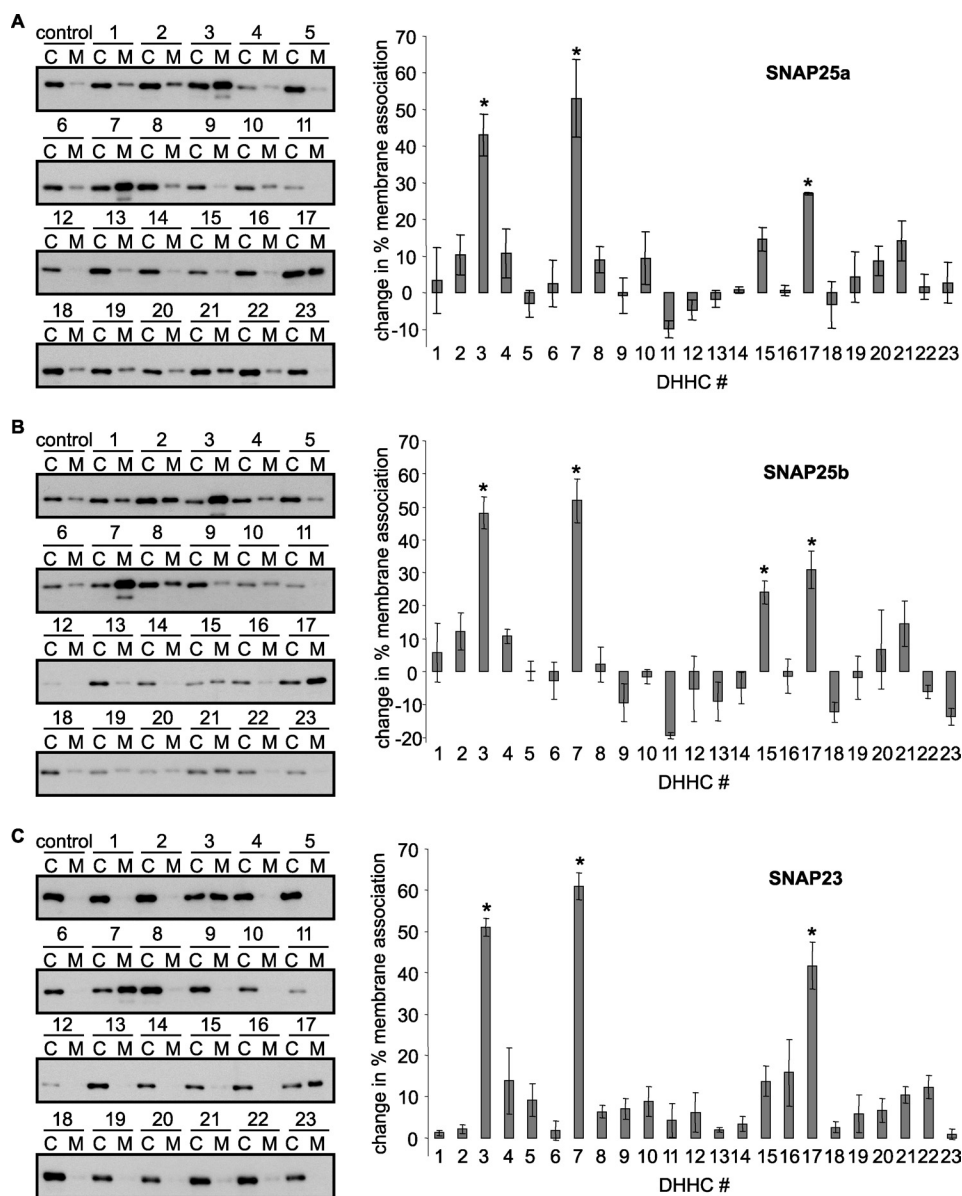 A
control 1 2 3 4 5
C M C M C M C M C M C M
6 7 8 9 10 11
C M C M C M C M C M C M
12 13 14 15 16 17
C M C M C M C M C M C M
18 19 20 21 22 23
C M C M C M C M C M C M
change in % membrane association
70
60
50
40
30
20
10
0
-10
SNAP25a
* * *
1 2 3 4 5 6 7 8 9 10 11 12 13 14 15 16 17 18 19 20 21 22 23
DHHC #
B
control 1 2 3 4 5
C M C M C M C M C M C M
6 7 8 9 10 11
C M C M C M C M C M C M
12 13 14 15 16 17
C M C M C M C M C M C M
18 19 20 21 22 23
C M C M C M C M C M C M
change in % membrane association
70
60
50
40
30
20
10
0
-10
-20
SNAP25b
* * * *
1 2 3 4 5 6 7 8 9 10 11 12 13 14 15 16 17 18 19 20 21 22 23
DHHC #
C
control 1 2 3 4 5
C M C M C M C M C M C M
6 7 8 9 10 11
C M C M C M C M C M C M
12 13 14 15 16 17
C M C M C M C M C M C M
18 19 20 21 22 23
C M C M C M C M C M C M
change in % membrane association
70
60
50
40
30
20
10
0
SNAP23
* * *
1 2 3 4 5 6 7 8 9 10 11 12 13 14 15 16 17 18 19 20 21 22 23
DHHC #